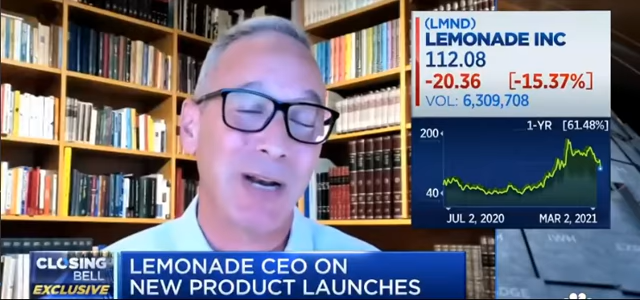 (LMND)
LEMONADE INC
112.08
-20.36 [-15.37%]
VOL: 6,309,708
1-YR [61.48%]
200
40
JUL 2, 2020 MAR 2, 2021
CLOSING
BELL
EXCLUSIVE
LEMONADE CEO ON
NEW PRODUCT LAUNCHES